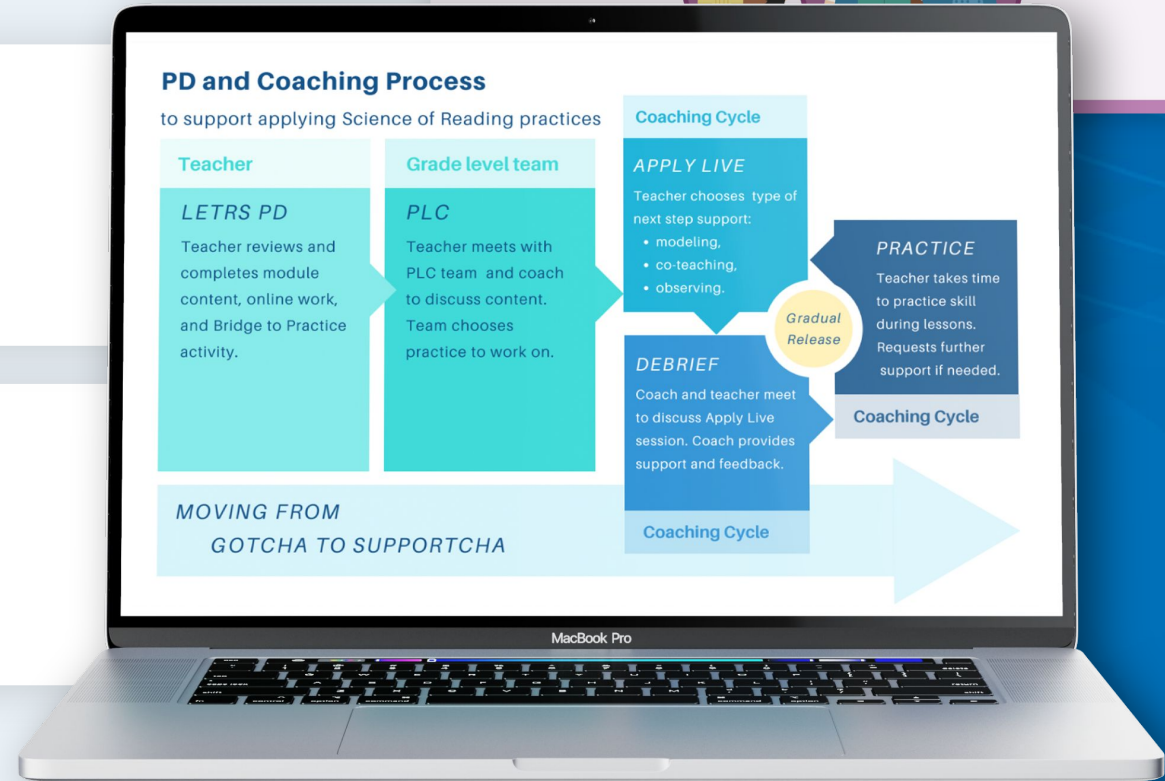 PD and Coaching Process
to support applying Science of Reading practices
Teacher
LETRS PD
Teacher reviews and
completes module
content, online work,
and Bridge to Practice
activity.
Grade level team
PLC
Teacher meets with
PLC team and coach
to discuss content.
Team chooses
practice to work on.
Coaching Cycle
APPLY LIVE
Teacher chooses type of
next step support:
• modeling,
• co-teaching,
• observing.
DEBRIEF
Coach and teacher meet
to discuss Apply Live
session. Coach provides
support and feedback.
Coaching Cycle
Gradual
Release
PRACTICE
Teacher takes time
to practice skill
during lessons.
Requests further
support if needed.
Coaching Cycle
MOVING FROM
GOTCHA TO SUPPORTCHA
MacBook Pro